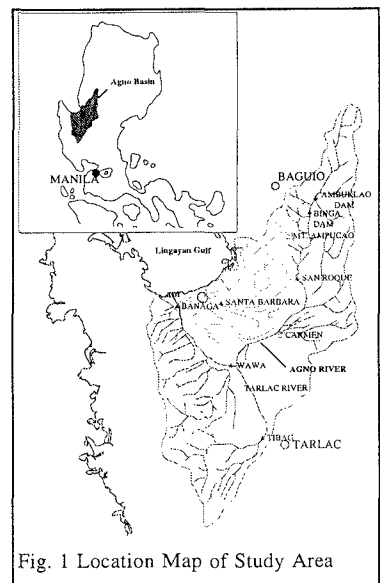 Agno Basin
MANILA
BAGUIO
AMBUKLAO
DAM
BINGA
DAM
MT. AMPUCAO
Lingayan Gulf
SAN ROQUE
BANAGA
SANTA BARBARA
CARMEN
WAWA
AGNO RIVER
TARLAC RIVER
TIBAG
TARLAC
Fig. 1 Location Map of Study Area